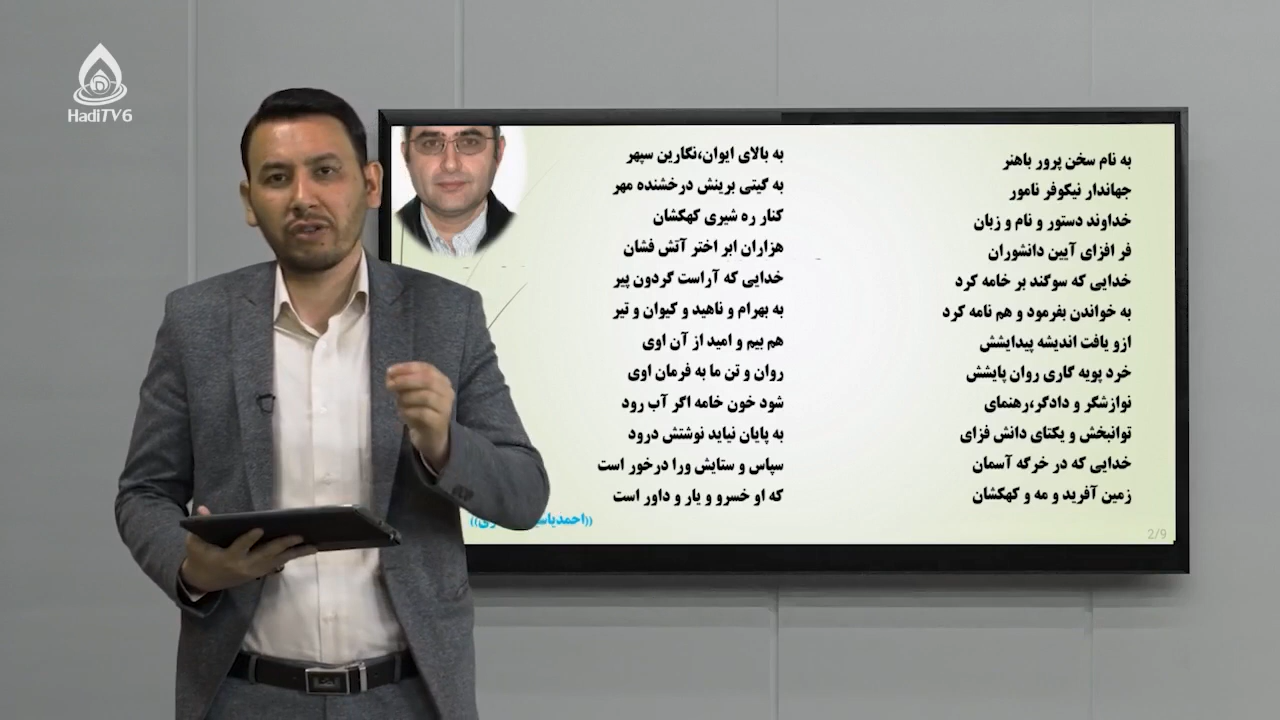 HadiTV6
به نام سخن پرور باهنر
جهاندار نیکوفر نامور
خداوند دستور و نام و زبان
فر افزای آیین دانشوران
خدایی که سوگند بر خامه کرد
به خواندن بفرمود و هم نامه کرد
ازو یافت اندیشه پیدایشش
خرد پویه گاری روان پایشش
نوازشگر و دادگر،رهنمای
توانبخش و یکتای دانش فزای
خدایی که در خرگه آسمان
زمین آفرید و مه و کهکشان
به بالای ایوان،نگارین سپهر
به گیتی برینش درخشنده مهر
کنار ره شیری کهکشان
هزاران ابر اختر آتش فشان
خدایی که آراست گردون پیر
به بهرام و ناهید و کیوان و تیر
هم بیم و امید از آن اوی
روان و تن ما به فرمان اوی
شود خون خامه اگر آب رود
به پایان نیاید نوشتش درود
سپاس و ستایش ورا درخور است
که او خسرو و یار و داور است
2/9